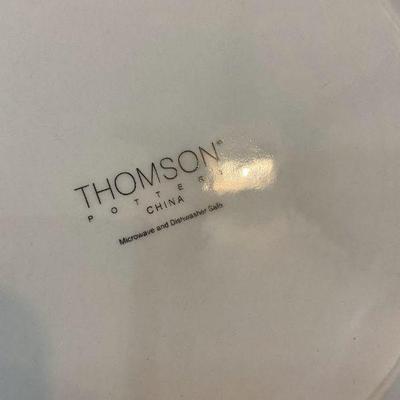 THOMSON®
POTTERY
CHINA
Microwave and Dishwasher Safe